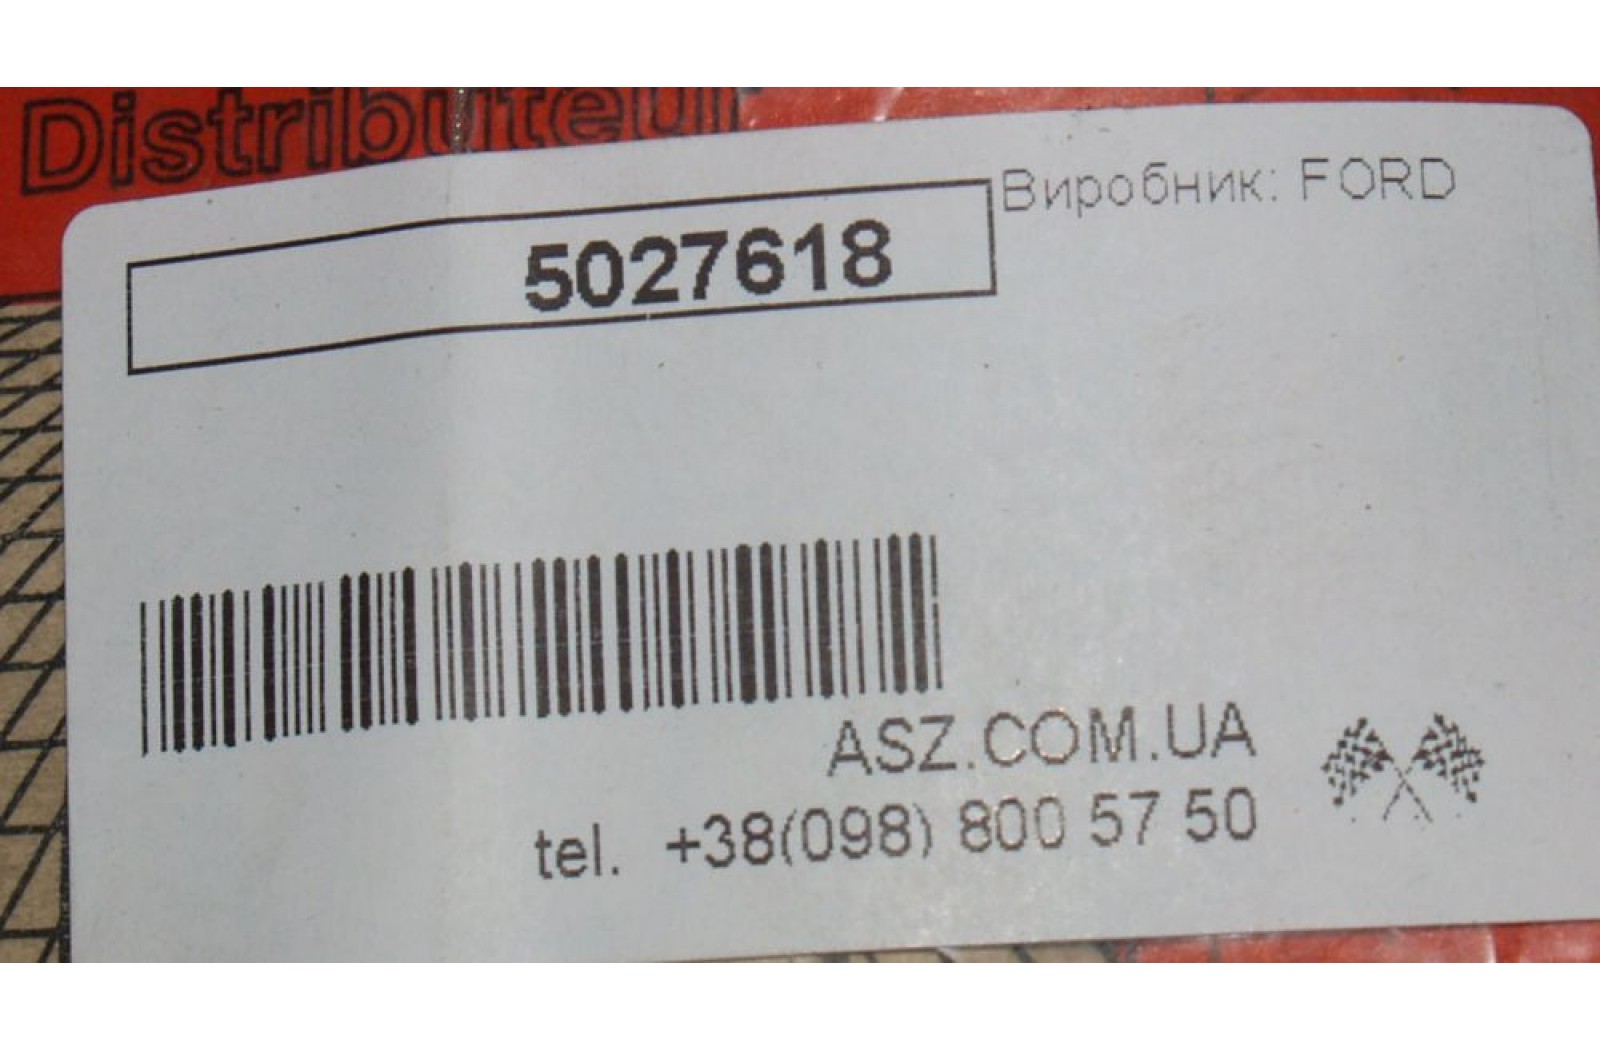 Distributeur
Виробник: FORD
5027618
ASZ.COM.UA
tel. +38(098) 800 57 50